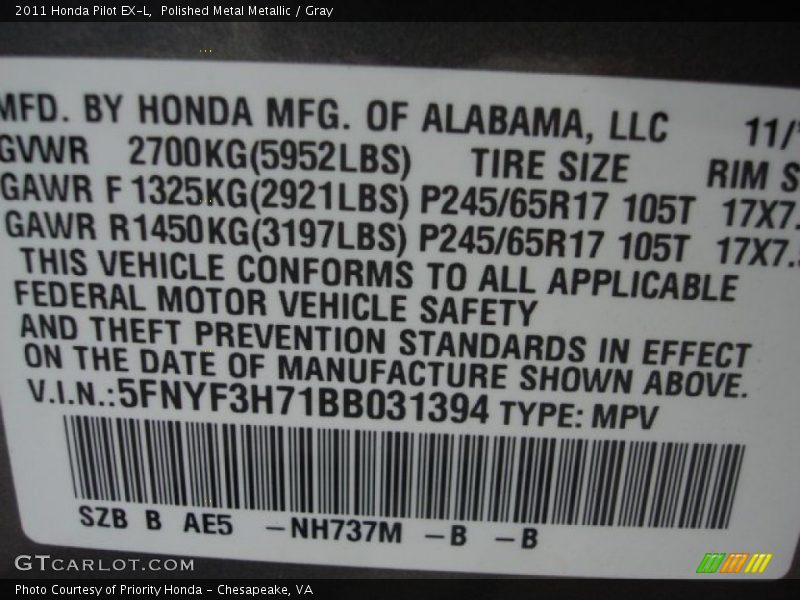 2011 Honda Pilot EX-L,  Polished Metal Metallic / Gray
MFD. BY HONDA MFG. OF ALABAMA, LLC 11/
GVWR 2700KG(5952LBS) TIRE SIZE RIM S
GAWR F 1325KG(2921LBS) P245/65R17 105T 17X7.
GAWR R1450KG(3197LBS) P245/65R17 105T 17X7.
THIS VEHICLE CONFORMS TO ALL APPLICABLE
FEDERAL MOTOR VEHICLE SAFETY
AND THEFT PREVENTION STANDARDS IN EFFECT
ON THE DATE OF MANUFACTURE SHOWN ABOVE.
V.I.N.:5FNYF3H71BB031394 TYPE: MPV
SZB B AE5 -NH737M -B -B
GTCARLOT.COM
Photo Courtesy of Priority Honda - Chesapeake, VA